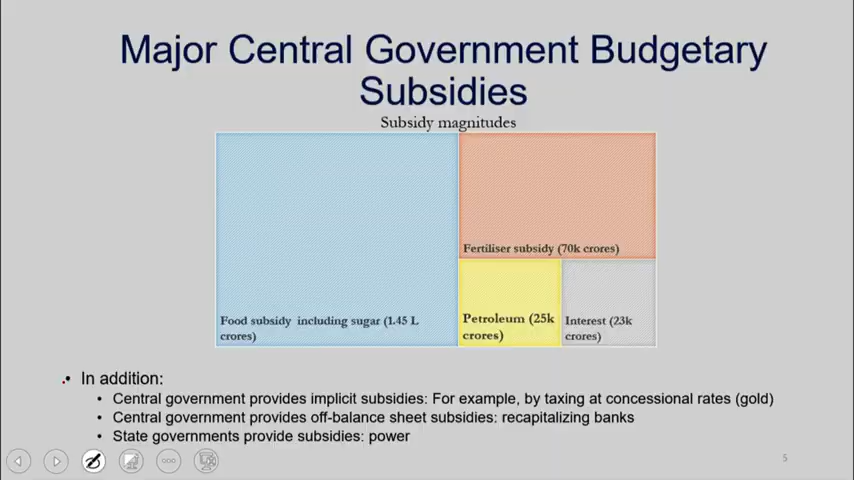 Major Central Government Budgetary
Subsidies
Subsidy magnitudes
Fertiliser subsidy (70k crores)
Food subsidy including sugar (1.45 L
crores)
Petroleum (25k
crores)
Interest (23k
crores)
• In addition:
• Central government provides implicit subsidies: For example, by taxing at concessional rates (gold)
• Central government provides off-balance sheet subsidies: recapitalizing banks
• State governments provide subsidies: power
5